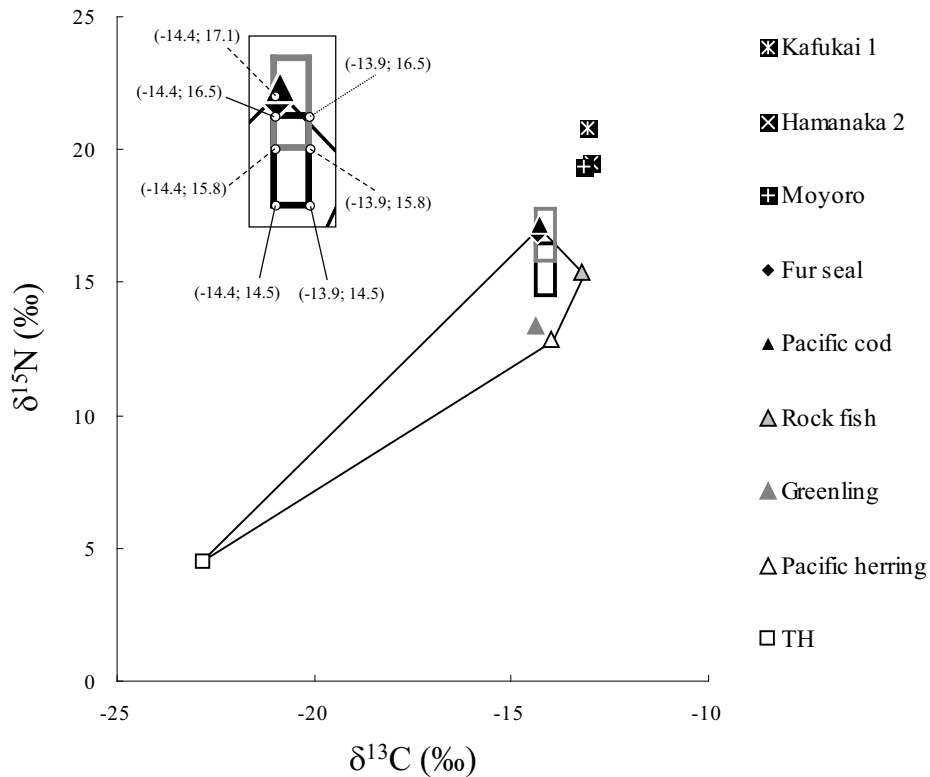 25
20
15
10
5
0
-25
-20
-15
-10
δ15N (‰)
δ13C (‰)
(-14.4; 17.1)
(-13.9; 16.5)
(-14.4; 16.5)
(-14.4; 15.8)
(-13.9; 15.8)
(-14.4; 14.5)
(-13.9; 14.5)
Kafukai 1
Hamanaka 2
Moyoro
Fur seal
Pacific cod
Rock fish
Greenling
Pacific herring
TH